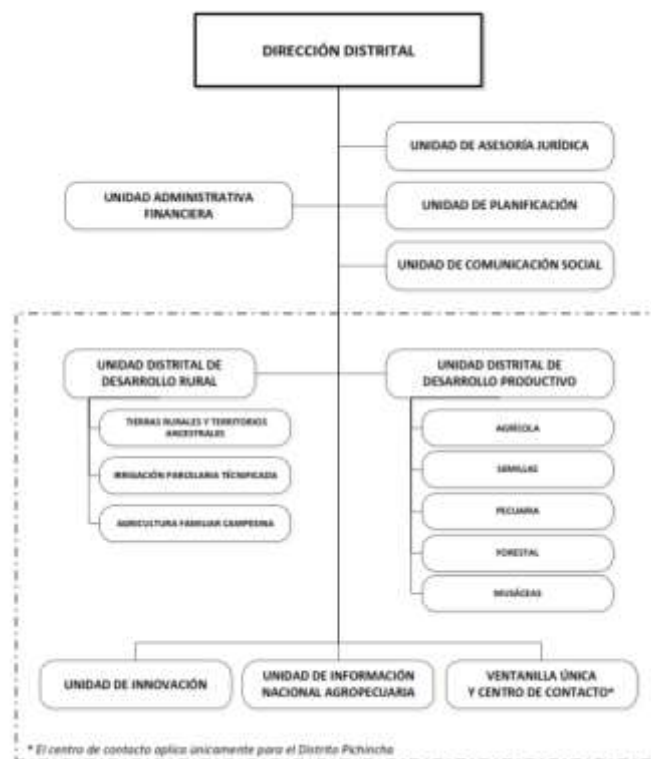 DIRECCIÓN DISTRITAL
UNIDAD DE ASESORÍA JURÍDICA
UNIDAD ADMINISTRATIVA
FINANCIERA
UNIDAD DE PLANIFICACIÓN
UNIDAD DE COMUNICACIÓN SOCIAL
UNIDAD DISTRITAL DE
DESARROLLO RURAL
TIERRAS RURALES Y TERRITORIOS
ANCESTRALES
IRRIGACIÓN PARCELARIA TÉCNIFICADA
AGRICULTURA FAMILIAR CAMPESINA
UNIDAD DISTRITAL DE
DESARROLLO PRODUCTIVO
AGRÍCOLA
SEMILLAS
PECUARIA
FORESTAL
MUSÁCEAS
UNIDAD DE INNOVACIÓN
UNIDAD DE INFORMACIÓN
NACIONAL AGROPECUARIA
VENTANILLA ÚNICA
Y CENTRO DE CONTACTO*
* El centro de contacto aplica únicamente para el Distrito Pichincha